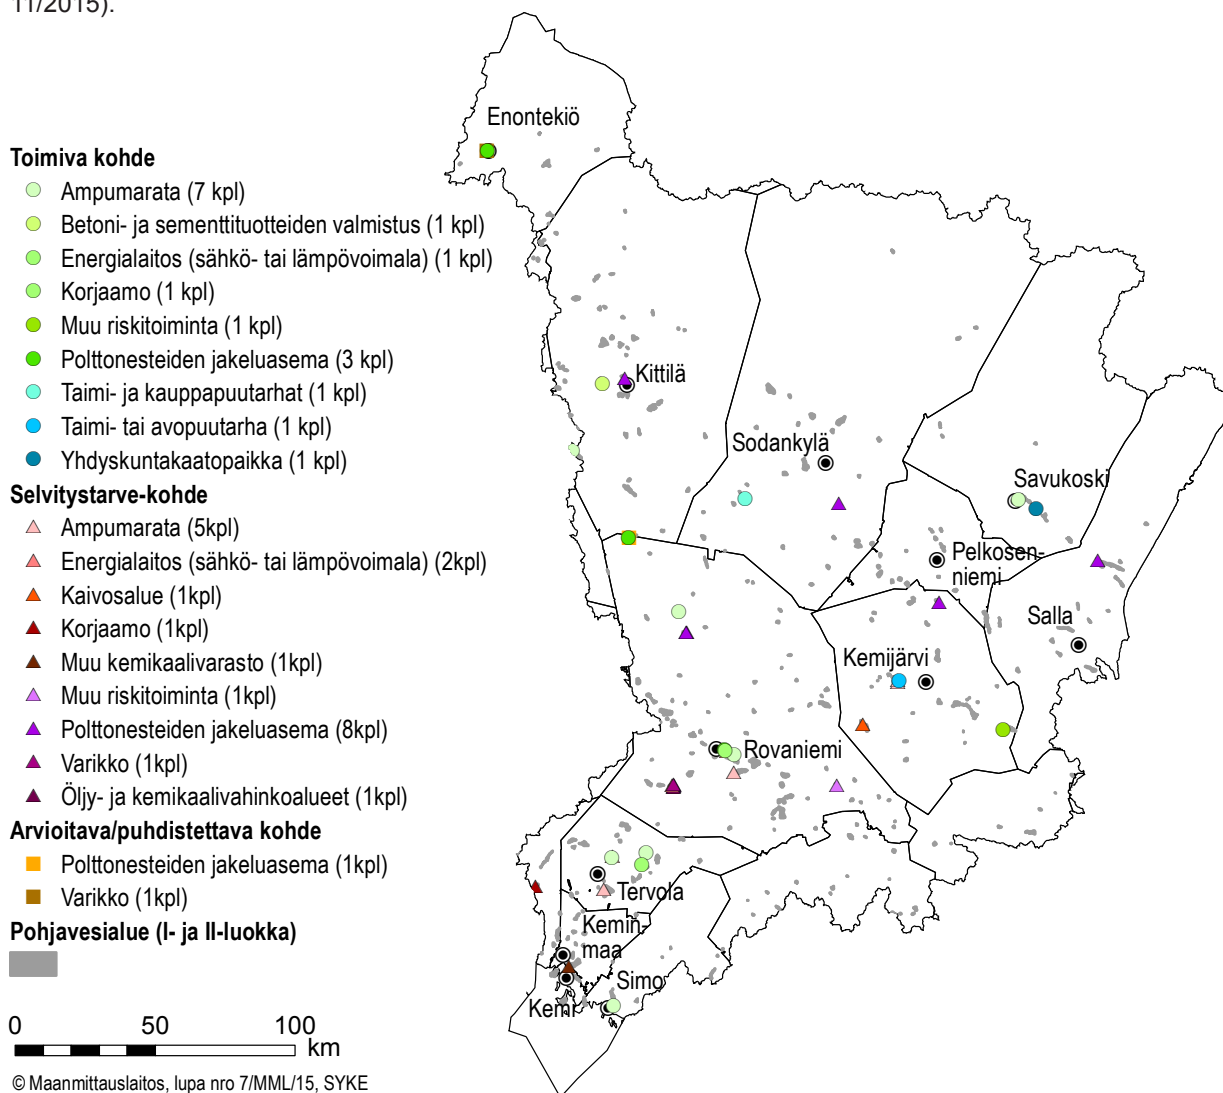 11/2015).
Toimiva kohde
Ampumarata (7 kpl)
Betoni- ja sementtituotteiden valmistus (1 kpl)
Energialaitos (sähkö- tai lämpövoimala) (1 kpl)
Korjaamo (1 kpl)
Muu riskitoiminta (1 kpl)
Polttonesteiden jakeluasema (3 kpl)
Taimi- ja kauppapuutarhat (1 kpl)
Taimi- tai avopuutarha (1 kpl)
Yhdyskuntakaatopaikka (1 kpl)
Selvitystarve-kohde
Ampumarata (5kpl)
Energialaitos (sähkö- tai lämpövoimala) (2kpl)
Kaivosalue (1kpl)
Korjaamo (1kpl)
Muu kemikaalivarasto (1kpl)
Muu riskitoiminta (1kpl)
Polttonesteiden jakeluasema (8kpl)
Varikko (1kpl)
Öljy- ja kemikaalivahinkoalueet (1kpl)
Arvioitava/puhdistettava kohde
Polttonesteiden jakeluasema (1kpl)
Varikko (1kpl)
Pohjavesialue (I- ja II-luokka)
0 50 100
km
© Maanmittauslaitos, lupa nro 7/MML/15, SYKE
Enontekiö
Kittilä
Sodankylä
Savukoski
Pelkosen-
niemi
Salla
Kemijärvi
Rovaniemi
Tervola
Kemin-
maa
Simo
Kemi